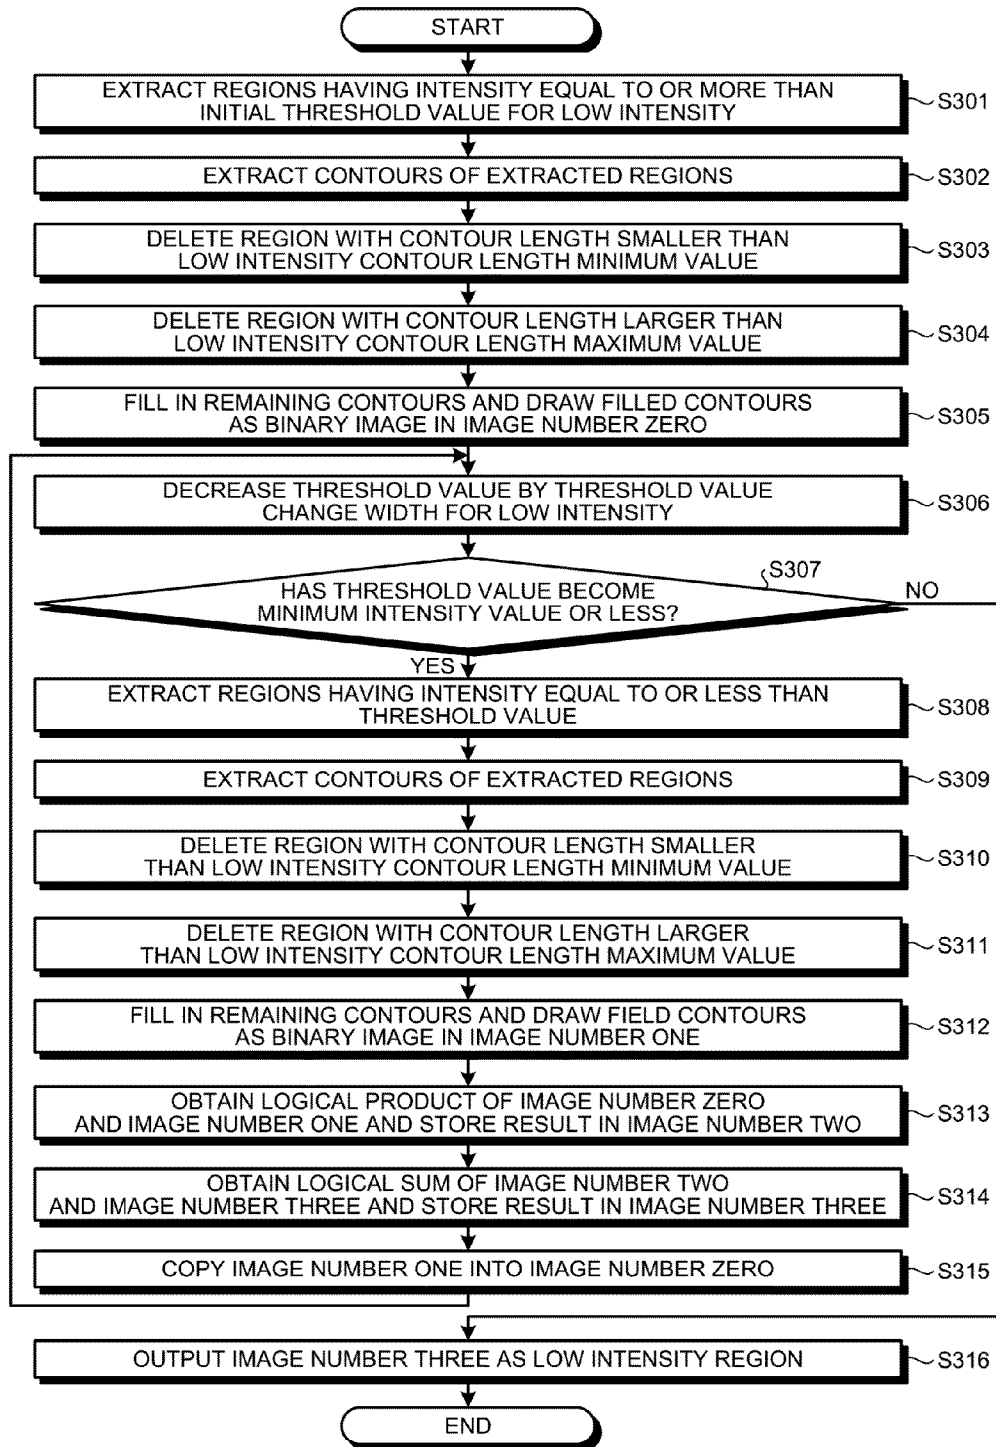 START
EXTRACT REGIONS HAVING INTENSITY EQUAL TO OR MORE THAN
INITIAL THRESHOLD VALUE FOR LOW INTENSITY
S301
EXTRACT CONTOURS OF EXTRACTED REGIONS
S302
DELETE REGION WITH CONTOUR LENGTH SMALLER THAN
LOW INTENSITY CONTOUR LENGTH MINIMUM VALUE
S303
DELETE REGION WITH CONTOUR LENGTH LARGER THAN
LOW INTENSITY CONTOUR LENGTH MAXIMUM VALUE
S304
FILL IN REMAINING CONTOURS AND DRAW FILLED CONTOURS
AS BINARY IMAGE IN IMAGE NUMBER ZERO
S305
DECREASE THRESHOLD VALUE BY THRESHOLD VALUE
CHANGE WIDTH FOR LOW INTENSITY
S306
HAS THRESHOLD VALUE BECOME
MINIMUM INTENSITY VALUE OR LESS?
S307
NO
YES
EXTRACT REGIONS HAVING INTENSITY EQUAL TO OR LESS THAN
THRESHOLD VALUE
S308
EXTRACT CONTOURS OF EXTRACTED REGIONS
S309
DELETE REGION WITH CONTOUR LENGTH SMALLER
THAN LOW INTENSITY CONTOUR LENGTH MINIMUM VALUE
S310
DELETE REGION WITH CONTOUR LENGTH LARGER
THAN LOW INTENSITY CONTOUR LENGTH MAXIMUM VALUE
S311
FILL IN REMAINING CONTOURS AND DRAW FIELD CONTOURS
AS BINARY IMAGE IN IMAGE NUMBER ONE
S312
OBTAIN LOGICAL PRODUCT OF IMAGE NUMBER ZERO
AND IMAGE NUMBER ONE AND STORE RESULT IN IMAGE NUMBER TWO
S313
OBTAIN LOGICAL SUM OF IMAGE NUMBER TWO
AND IMAGE NUMBER THREE AND STORE RESULT IN IMAGE NUMBER THREE
S314
COPY IMAGE NUMBER ONE INTO IMAGE NUMBER ZERO
S315
OUTPUT IMAGE NUMBER THREE AS LOW INTENSITY REGION
S316
END